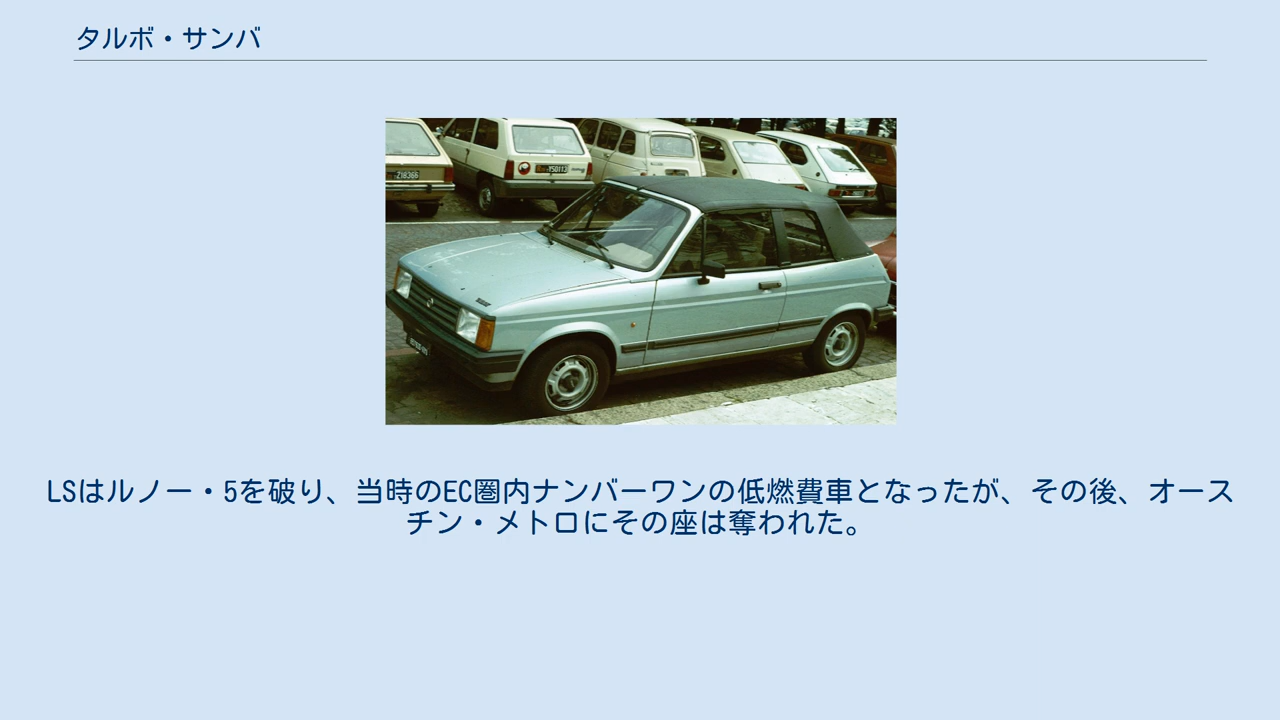 タルボ・サンバ
Z18366
LSはルノー・5を破り、当時のEC圏内ナンバーワンの低燃費車となったが、その後、オース
チン・メトロにその座は奪われた。